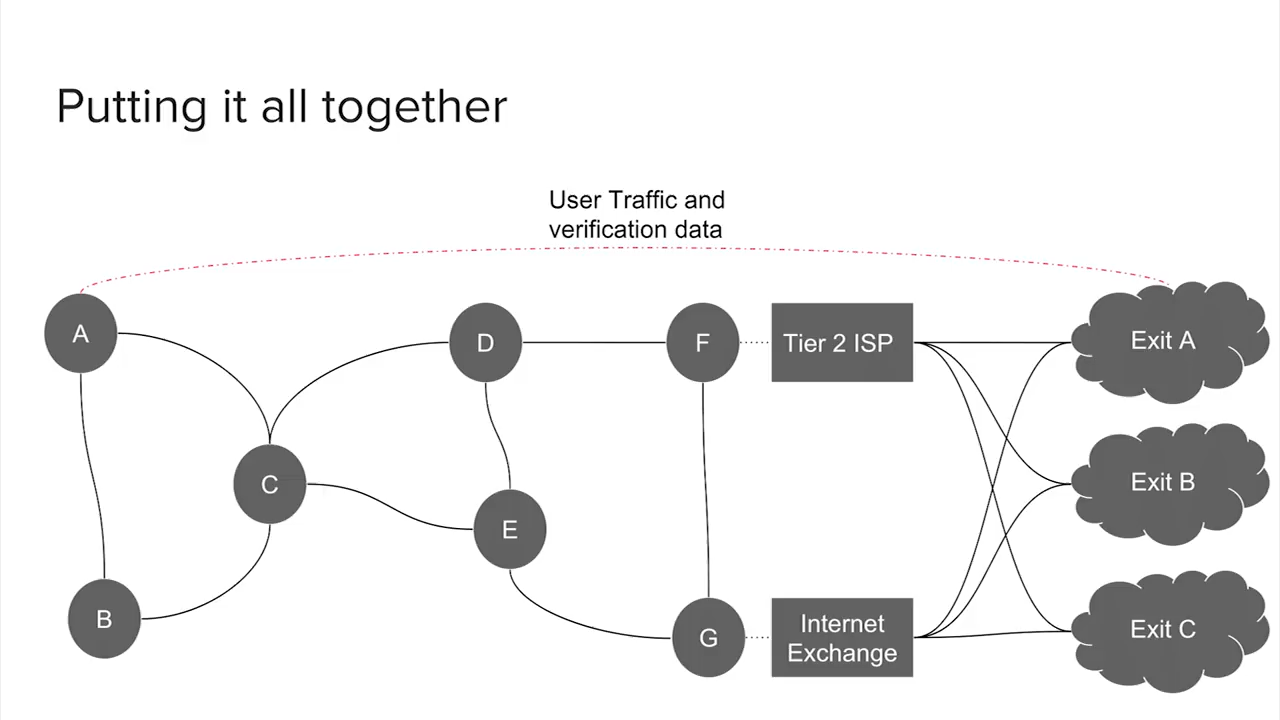 Putting it all together
User Traffic and
verification data
A
D
F
Tier 2 ISP
Exit A
C
E
Exit B
B
G
Internet
Exchange
Exit C